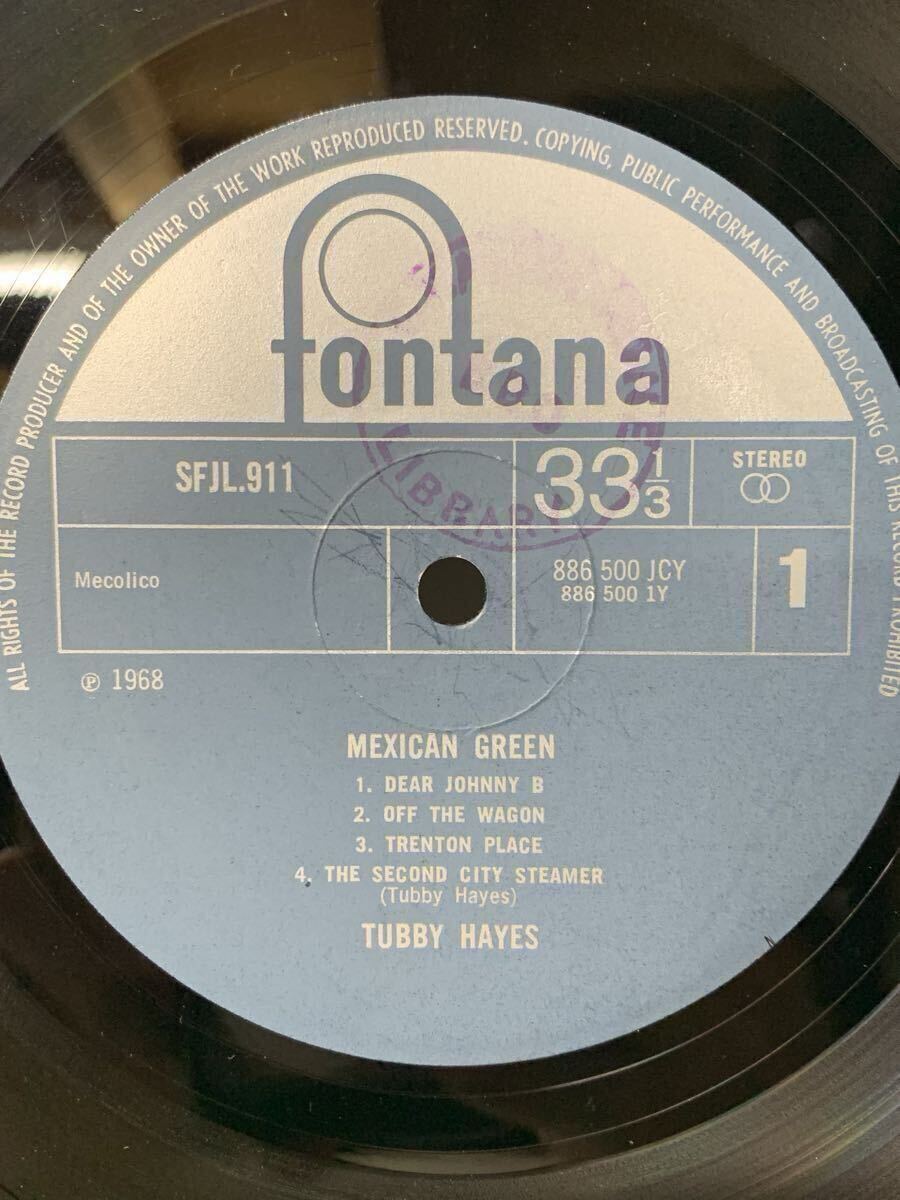 ALL RIGHTS OF THE RECORD PRODUCER AND OF THE OWNER OF THE WORK REPRODUCED RESERVED. COPYING, PUBLIC PERFORMANCE AND BROADCASTING OF THIS RECORD PROHIBITED
fontana
LIBRARY
SFJL.911
33 1/3
STEREO
Mecolico
886 500 JCY
886 500 1Y
1
℗ 1968
MEXICAN GREEN
1. DEAR JOHNNY B
2. OFF THE WAGON
3. TRENTON PLACE
4. THE SECOND CITY STEAMER
(Tubby Hayes)
TUBBY HAYES